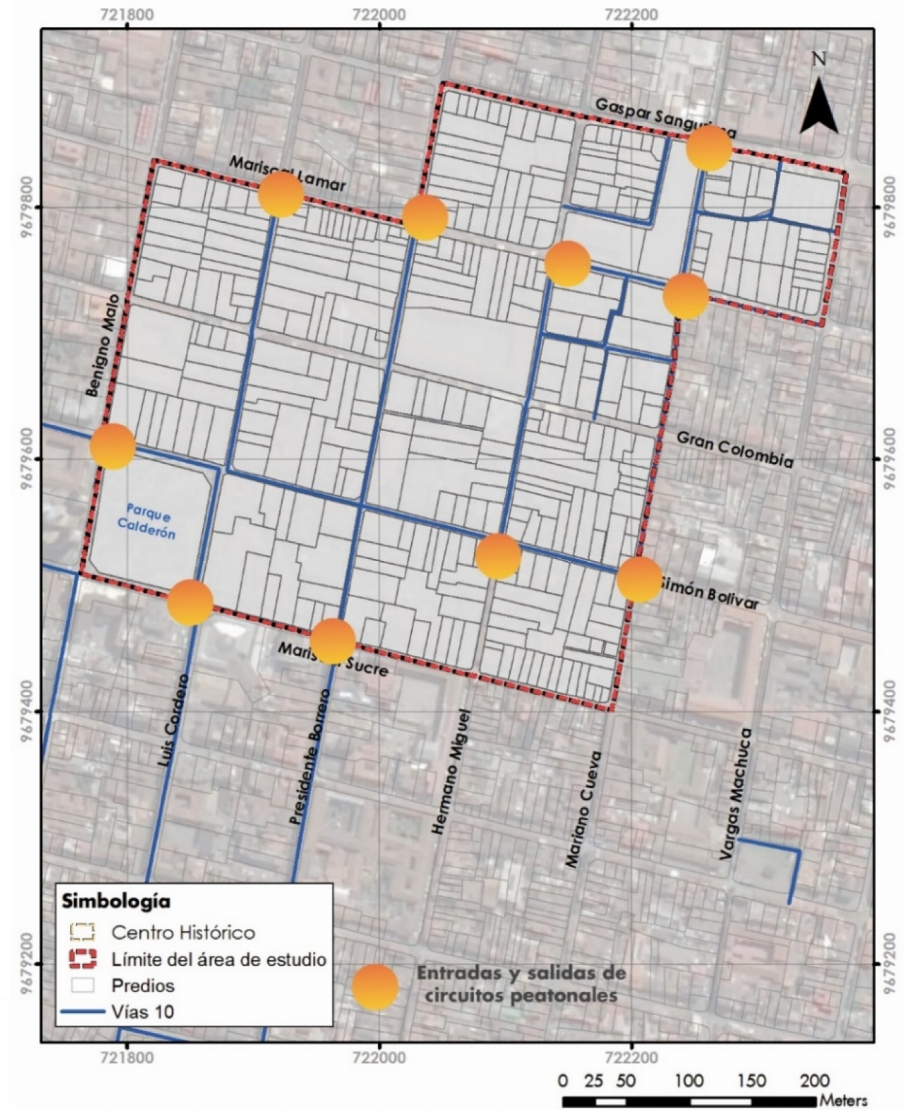 721800
722000
722200
N
Gaspar Sangurima
Mariscal Lamar
9679800
9679800
Benigno Malo
Gran Colombia
9679600
9679600
Parque
Calderón
Simón Bolívar
Mariscal Sucre
9679400
9679400
Luis Cordero
Presidente Borrero
Hermano Miguel
Mariano Cueva
Vargas Machuca
Simbología
Centro Histórico
Límite del área de estudio
Predios
Vías 10
Entradas y salidas de
circuitos peatonales
9679200
9679200
721800
722000
722200
0 25 50 100 150 200
Meters